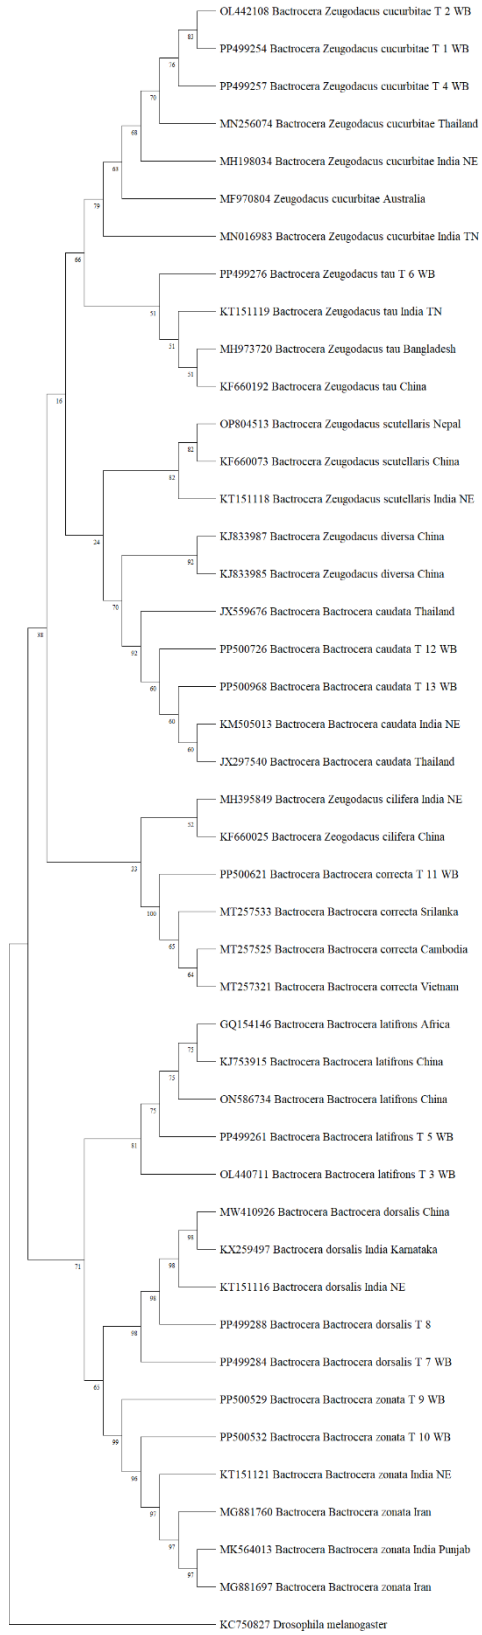 OL442108 Bactrocera Zeugodacus cucurbitae T 2 WB
83
PP499254 Bactrocera Zeugodacus cucurbitae T 1 WB
76
PP499257 Bactrocera Zeugodacus cucurbitae T 4 WB
70
MN256074 Bactrocera Zeugodacus cucurbitae Thailand
68
MH198034 Bactrocera Zeugodacus cucurbitae India NE
63
MF970804 Zeugodacus cucurbitae Australia
79
MN016983 Bactrocera Zeugodacus cucurbitae India TN
66
PP499276 Bactrocera Zeugodacus tau T 6 WB
51
KT151119 Bactrocera Zeugodacus tau India TN
51
MH973720 Bactrocera Zeugodacus tau Bangladesh
51
KF660192 Bactrocera Zeugodacus tau China
16
OP804513 Bactrocera Zeugodacus scutellaris Nepal
82
KF660073 Bactrocera Zeugodacus scutellaris China
82
KT151118 Bactrocera Zeugodacus scutellaris India NE
24
KJ833987 Bactrocera Zeugodacus diversa China
92
KJ833985 Bactrocera Zeugodacus diversa China
70
JX559676 Bactrocera Bactrocera caudata Thailand
92
PP500726 Bactrocera Bactrocera caudata T 12 WB
60
PP500968 Bactrocera Bactrocera caudata T 13 WB
60
KM505013 Bactrocera Bactrocera caudata India NE
60
JX297540 Bactrocera Bactrocera caudata Thailand
88
MH395849 Bactrocera Zeugodacus cilifera India NE
52
KF660025 Bactrocera Zeogodacus cilifera China
23
PP500621 Bactrocera Bactrocera correcta T 11 WB
100
MT257533 Bactrocera Bactrocera correcta Srilanka
65
MT257525 Bactrocera Bactrocera correcta Cambodia
64
MT257321 Bactrocera Bactrocera correcta Vietnam
GQ154146 Bactrocera Bactrocera latifrons Africa
75
KJ753915 Bactrocera Bactrocera latifrons China
75
ON586734 Bactrocera Bactrocera latifrons China
75
PP499261 Bactrocera Bactrocera latifrons T 5 WB
81
OL440711 Bactrocera Bactrocera latifrons T 3 WB
71
MW410926 Bactrocera Bactrocera dorsalis China
98
KX259497 Bactrocera dorsalis India Karnataka
98
KT151116 Bactrocera dorsalis India NE
98
PP499288 Bactrocera Bactrocera dorsalis T 8
98
PP499284 Bactrocera Bactrocera dorsalis T 7 WB
65
PP500529 Bactrocera Bactrocera zonata T 9 WB
99
PP500532 Bactrocera Bactrocera zonata T 10 WB
96
KT151121 Bactrocera Bactrocera zonata India NE
97
MG881760 Bactrocera Bactrocera zonata Iran
97
MK564013 Bactrocera Bactrocera zonata India Punjab
97
MG881697 Bactrocera Bactrocera zonata Iran
KC750827 Drosophila melanogaster